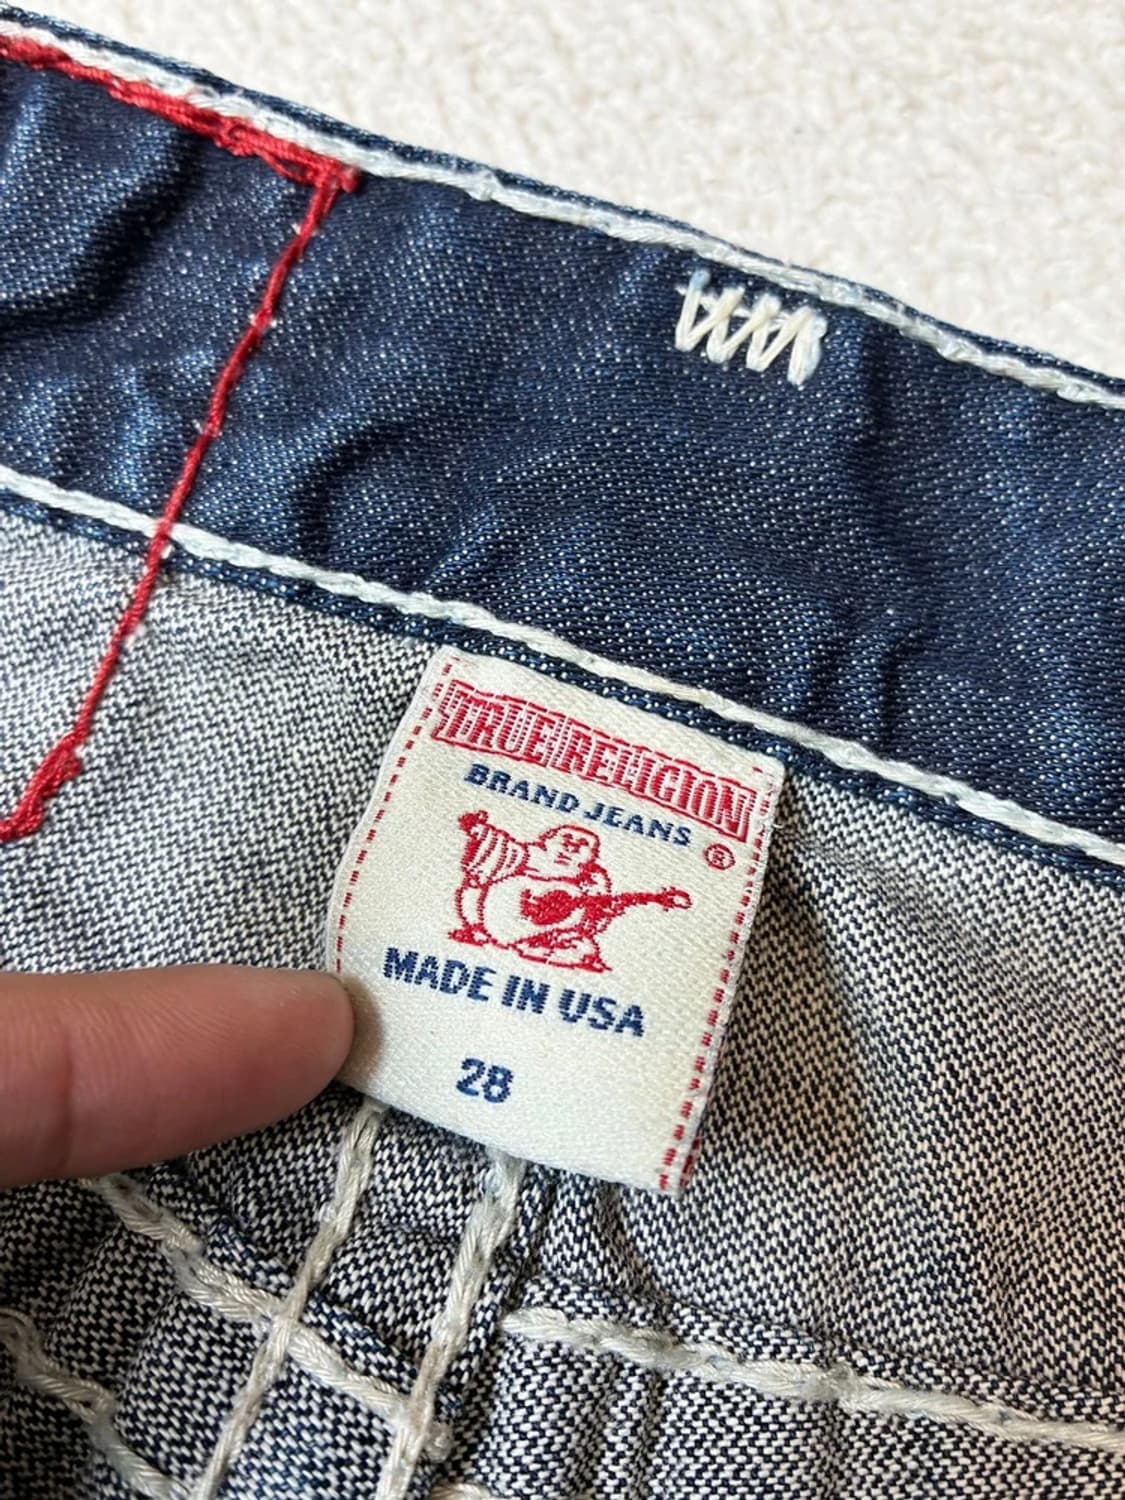 TRUE RELIGION
BRAND JEANS
®
MADE IN USA
28